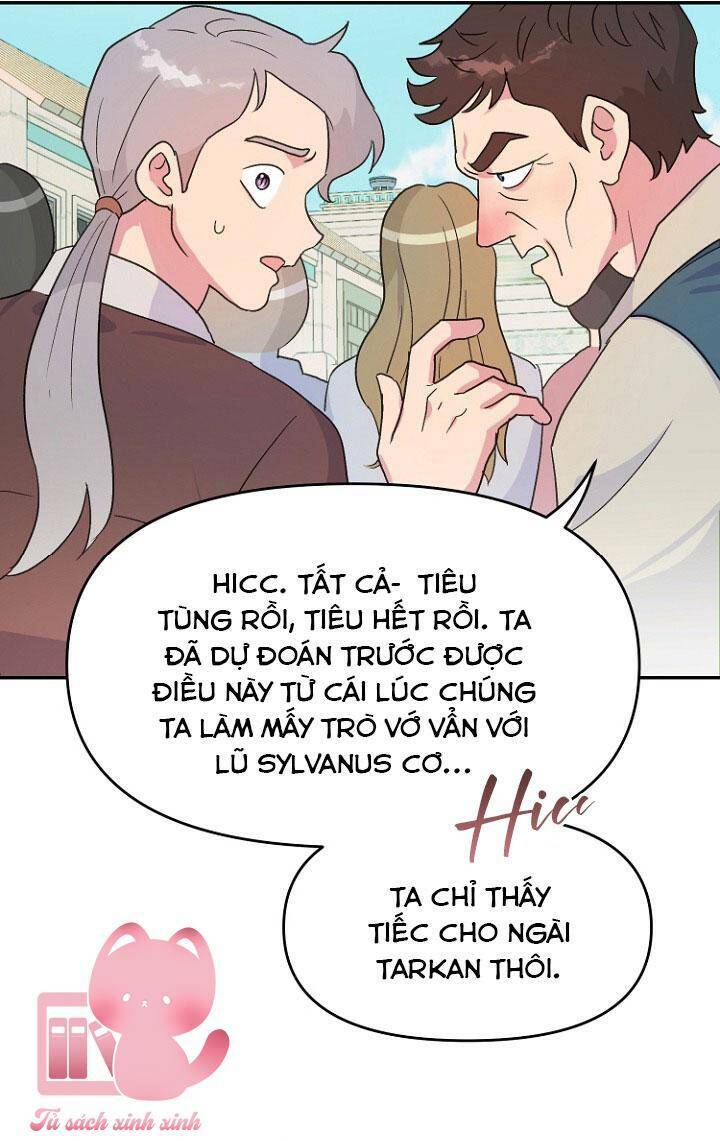 HICC. TẤT CẢ- TIÊU
TÙNG RỒI, TIÊU HẾT RỒI. TA
ĐÃ DỰ ĐOÁN TRƯỚC ĐƯỢC
ĐIỀU NÀY TỪ CÁI LÚC CHÚNG
TA LÀM MẤY TRÒ VỚ VẨN VỚI
LŨ SYLVANUS CƠ...
Hicc
TA CHỈ THẤY
TIẾC CHO NGÀI
TARKAN THÔI.
Tủ sách xinh xinh